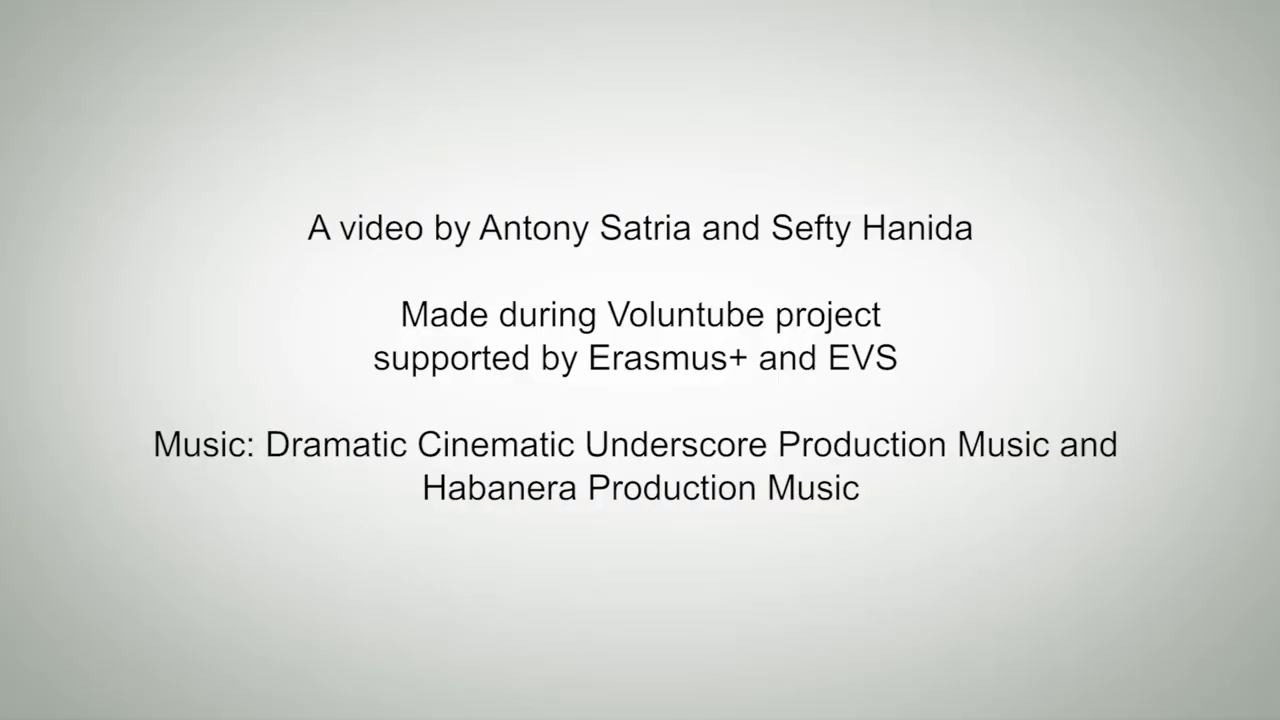 A video by Antony Satria and Sefty Hanida
Made during Voluntube project
supported by Erasmus+ and EVS
Music: Dramatic Cinematic Underscore Production Music and
Habanera Production Music